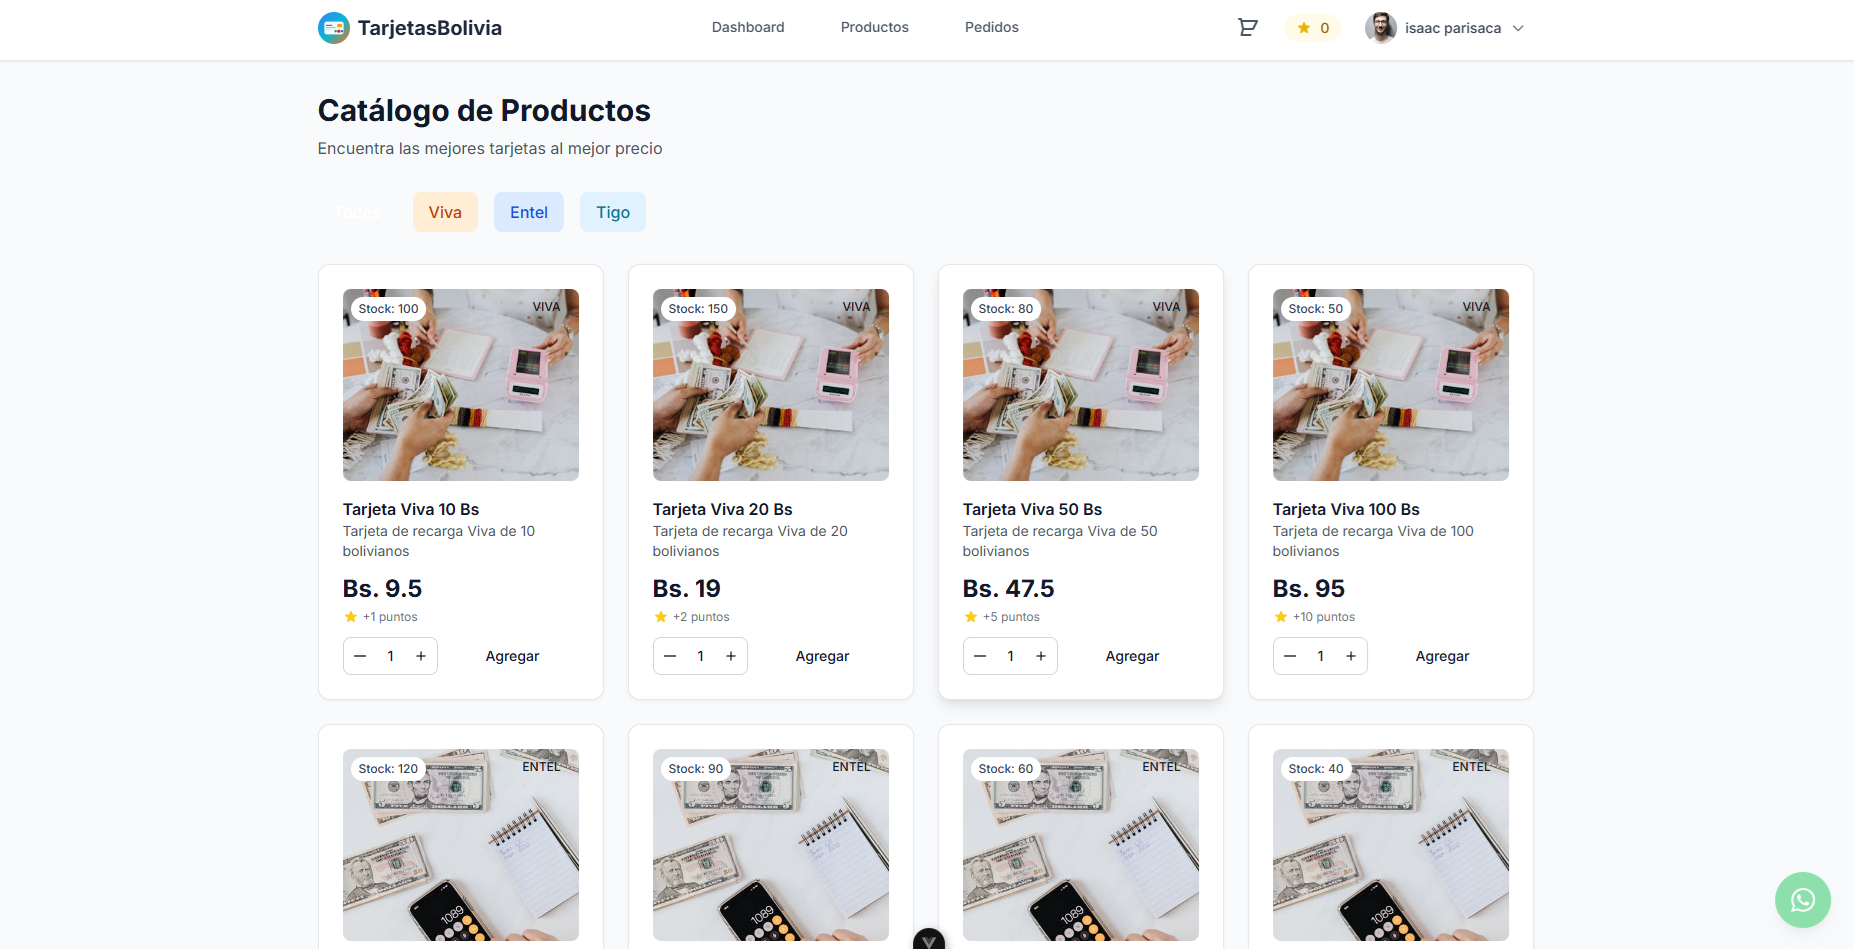 TarjetasBolivia
Dashboard
Productos
Pedidos
0
isaac parisaca
Catálogo de Productos
Encuentra las mejores tarjetas al mejor precio
Todos
Viva
Entel
Tigo
Stock: 100
VIVA
Tarjeta Viva 10 Bs
Tarjeta de recarga Viva de 10
bolivianos
Bs. 9.5
+1 puntos
1
Agregar
Stock: 150
VIVA
Tarjeta Viva 20 Bs
Tarjeta de recarga Viva de 20
bolivianos
Bs. 19
+2 puntos
1
Agregar
Stock: 80
VIVA
Tarjeta Viva 50 Bs
Tarjeta de recarga Viva de 50
bolivianos
Bs. 47.5
+5 puntos
1
Agregar
Stock: 50
VIVA
Tarjeta Viva 100 Bs
Tarjeta de recarga Viva de 100
bolivianos
Bs. 95
+10 puntos
1
Agregar
Stock: 120
ENTEL
1089
Stock: 90
ENTEL
1089
Stock: 60
ENTEL
1089
Stock: 40
ENTEL
1089